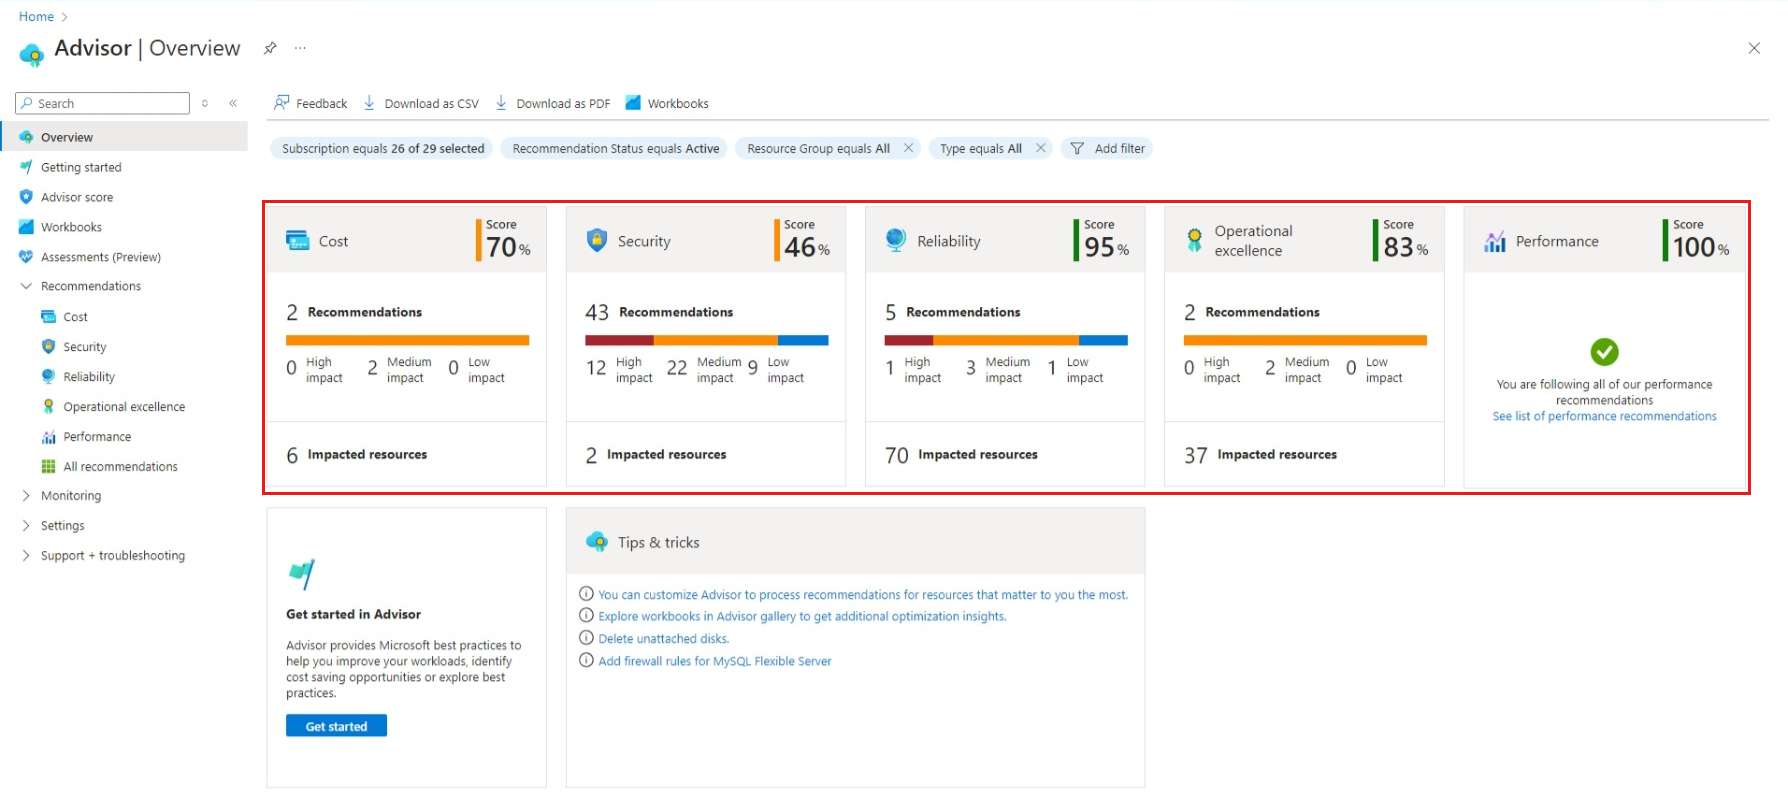 Home
Advisor | Overview
Search
Overview
Getting started
Advisor score
Workbooks
Assessments (Preview)
Recommendations
Cost
Security
Reliability
Operational excellence
Performance
All recommendations
Monitoring
Settings
Support + troubleshooting
Feedback
Download as CSV
Download as PDF
Workbooks
Subscription equals 26 of 29 selected
Recommendation Status equals Active
Resource Group equals All
Type equals All
Add filter
Cost
Score
70%
2 Recommendations
0 High impact
2 Medium impact
0 Low impact
6 Impacted resources
Security
Score
46%
43 Recommendations
12 High impact
22 Medium impact
9 Low impact
2 Impacted resources
Reliability
Score
95%
5 Recommendations
1 High impact
3 Medium impact
1 Low impact
70 Impacted resources
Operational
excellence
Score
83%
2 Recommendations
0 High impact
2 Medium impact
0 Low impact
37 Impacted resources
Performance
Score
100%
You are following all of our performance
recommendations
See list of performance recommendations
Get started in Advisor
Advisor provides Microsoft best practices to
help you improve your workloads, identify
cost saving opportunities or explore best
practices.
Get started
Tips & tricks
You can customize Advisor to process recommendations for resources that matter to you the most.
Explore workbooks in Advisor gallery to get additional optimization insights.
Delete unattached disks.
Add firewall rules for MySQL Flexible Server